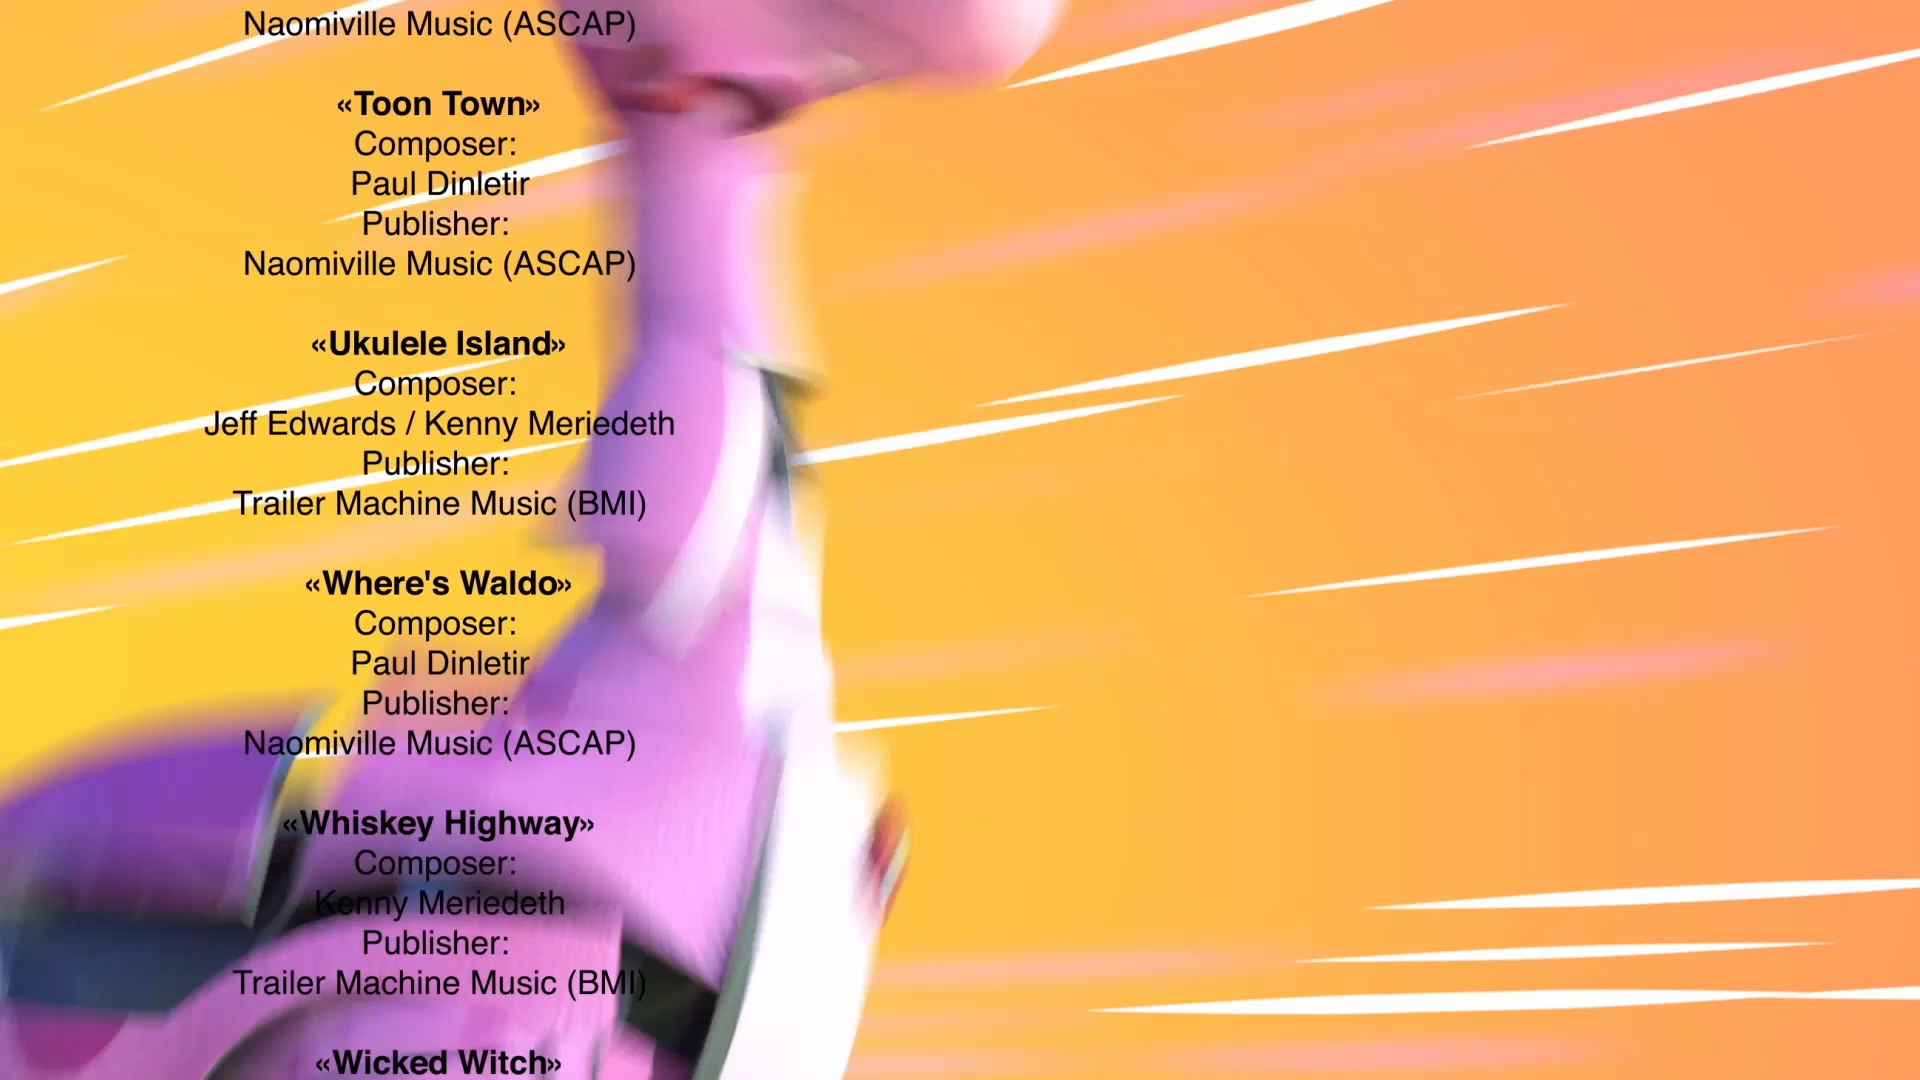 Naomiville Music (ASCAP)
«Toon Town»
Composer:
Paul Dinletir
Publisher:
Naomiville Music (ASCAP)
«Ukulele Island»
Composer:
Jeff Edwards / Kenny Meriedeth
Publisher:
Trailer Machine Music (BMI)
«Where's Waldo»
Composer:
Paul Dinletir
Publisher:
Naomiville Music (ASCAP)
«Whiskey Highway»
Composer:
Kenny Meriedeth
Publisher:
Trailer Machine Music (BMI)
«Wicked Witch»